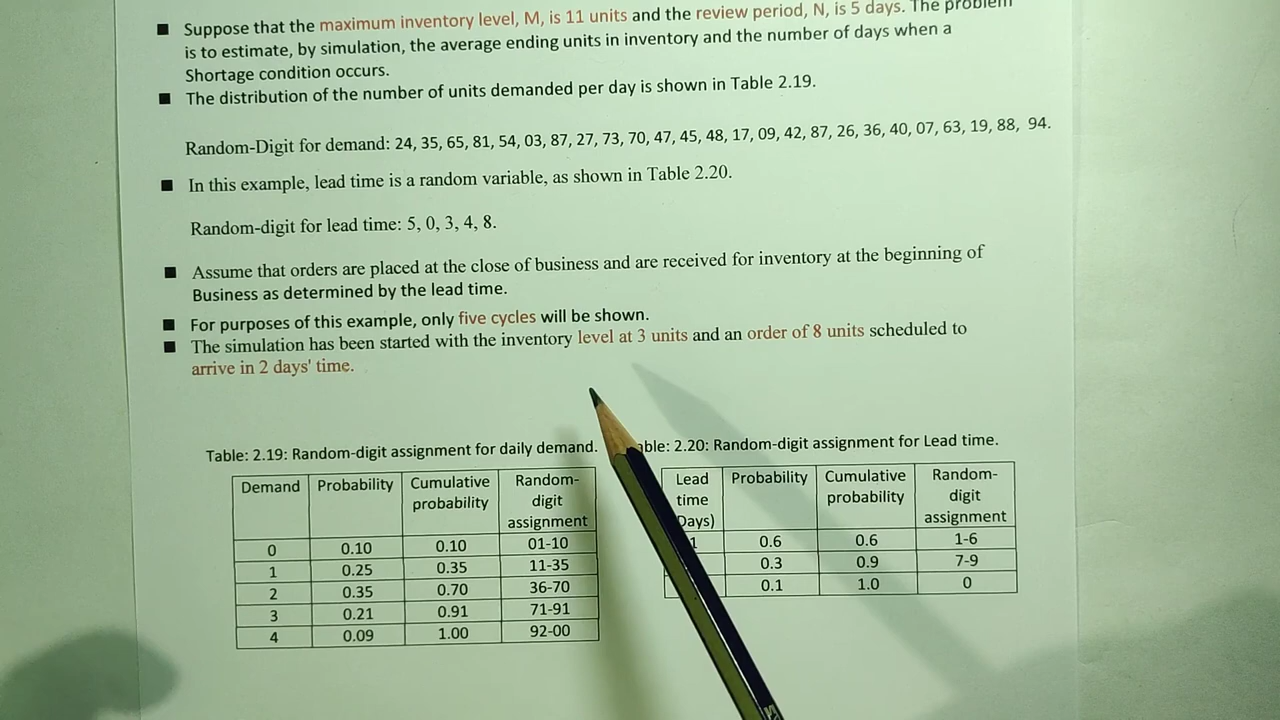 ■ Suppose that the maximum inventory level, M, is 11 units and the review period, N, is 5 days. The problem
is to estimate, by simulation, the average ending units in inventory and the number of days when a
Shortage condition occurs.
■ The distribution of the number of units demanded per day is shown in Table 2.19.
Random-Digit for demand: 24, 35, 65, 81, 54, 03, 87, 27, 73, 70, 47, 45, 48, 17, 09, 42, 87, 26, 36, 40, 07, 63, 19, 88, 94.
■ In this example, lead time is a random variable, as shown in Table 2.20.
Random-digit for lead time: 5, 0, 3, 4, 8.
■ Assume that orders are placed at the close of business and are received for inventory at the beginning of
Business as determined by the lead time.
■ For purposes of this example, only five cycles will be shown.
■ The simulation has been started with the inventory level at 3 units and an order of 8 units scheduled to
arrive in 2 days' time.
Table: 2.19: Random-digit assignment for daily demand.
Demand Probability Cumulative probability Random-digit assignment
0 0.10 0.10 01-10
1 0.25 0.35 11-35
2 0.35 0.70 36-70
3 0.21 0.91 71-91
4 0.09 1.00 92-00
able: 2.20: Random-digit assignment for Lead time.
Lead time Days) Probability Cumulative probability Random-digit assignment
1 0.6 0.6 1-6
0.3 0.9 7-9
0.1 1.0 0